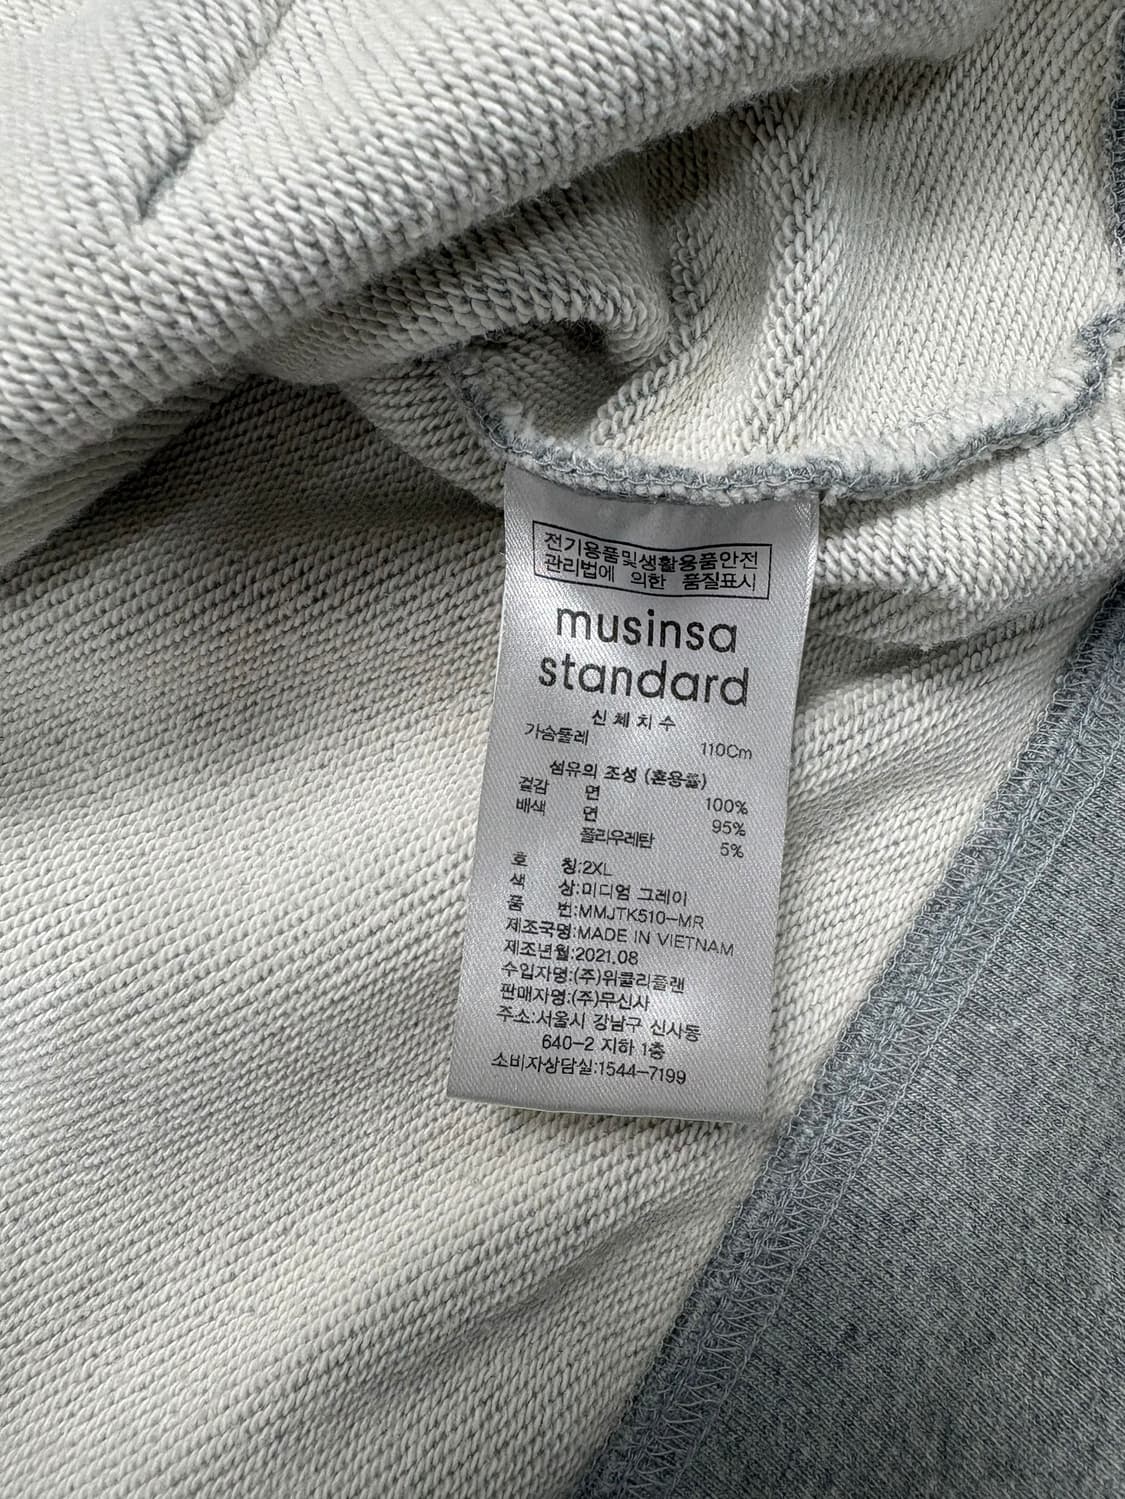 전기용품및생활용품안전
관리법에 의한 품질표시
musinsa
standard
신체치수
가슴둘레 110Cm
섬유의 조성 (혼용률)
겉감 면 100%
배색 면 95%
폴리우레탄 5%
호 칭:2XL
색 상:미디엄 그레이
품 번:MMJTK510-MR
제조국명:MADE IN VIETNAM
제조년월:2021.08
수입자명:(주)위클리플랜
판매자명:(주)무신사
주소:서울시 강남구 신사동
640-2 지하 1층
소비자상담실:1544-7199